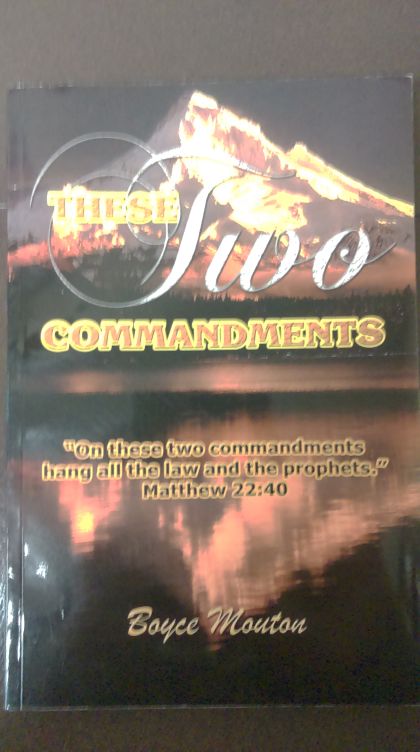 THESE
Two
COMMANDMENTS
"On these two commandments
hang all the law and the prophets."
Matthew 22:40
Boyce Mouton